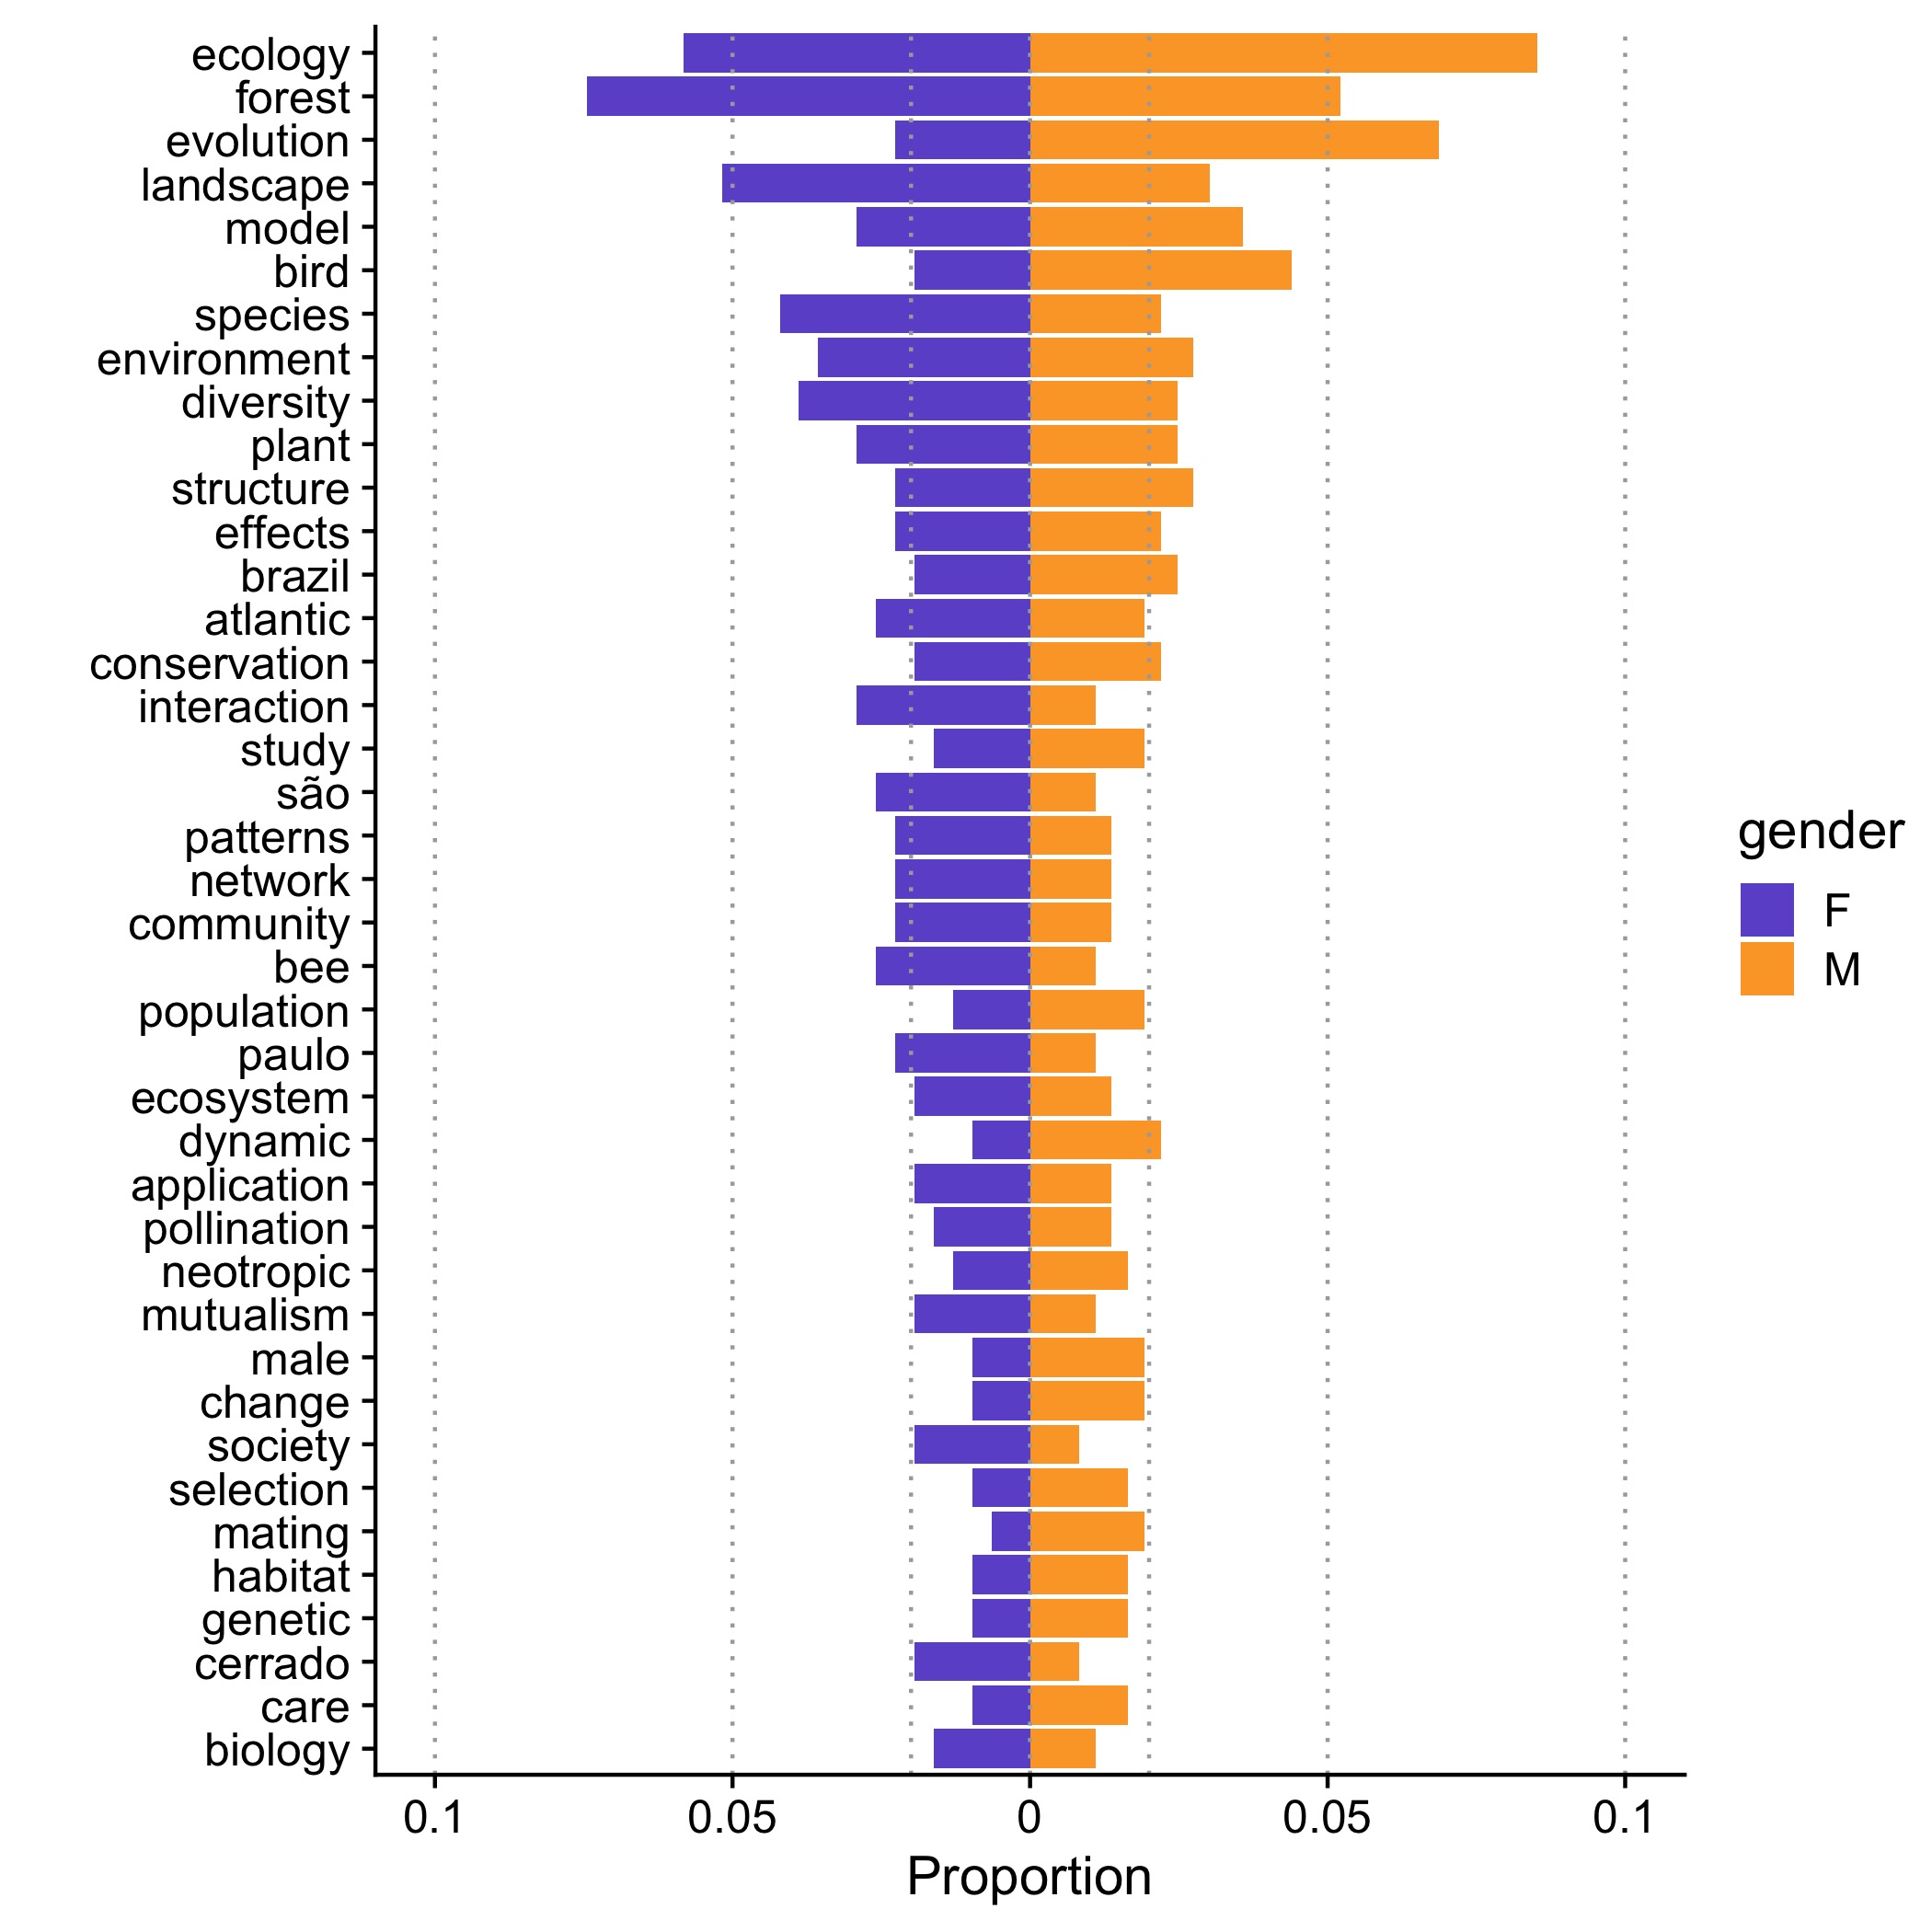 ecology
forest
evolution
landscape
model
bird
species
environment
diversity
plant
structure
effects
brazil
atlantic
conservation
interaction
study
são
patterns
network
community
bee
population
paulo
ecosystem
dynamic
application
pollination
neotropic
mutualism
male
change
society
selection
mating
habitat
genetic
cerrado
care
biology
0.1 0.05 0 0.05 0.1
Proportion
gender
F
M